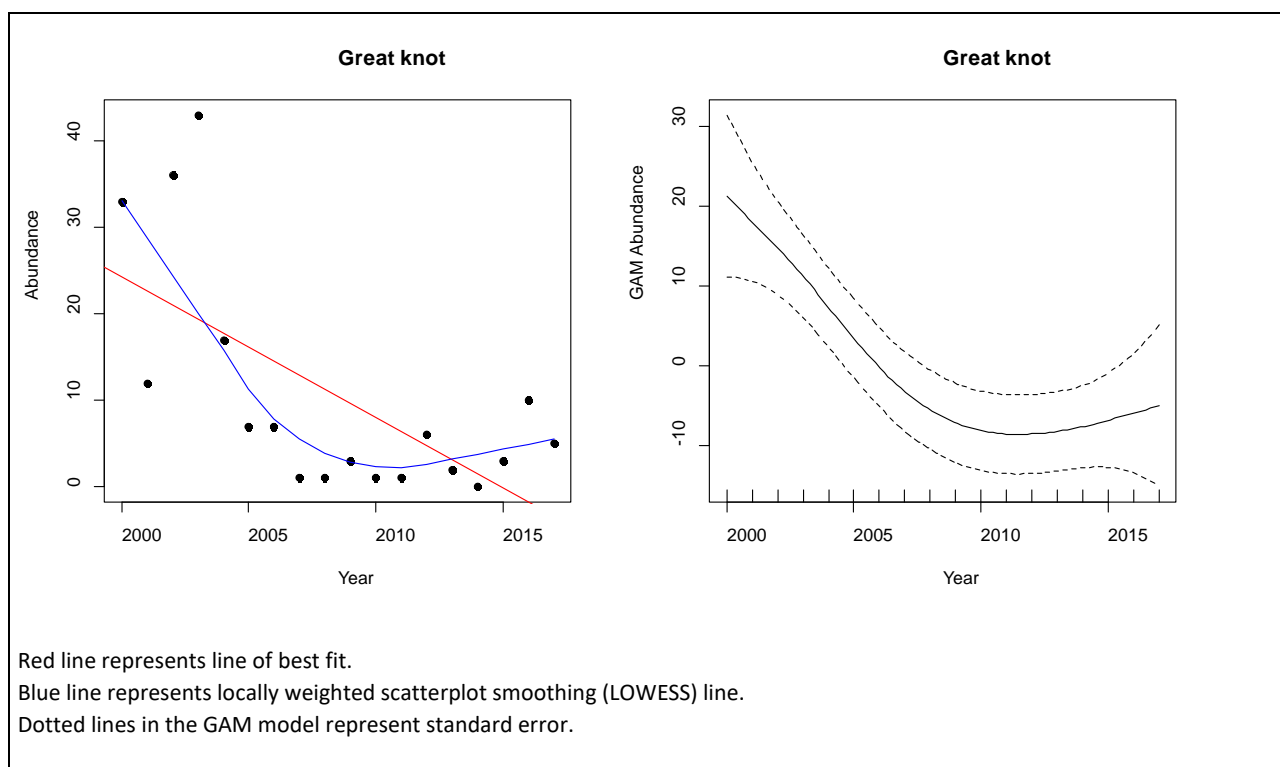 Great knot
Abundance
40
30
20
10
0
2000 2005 2010 2015
Year
Great knot
GAM Abundance
30
20
10
0
-10
2000 2005 2010 2015
Year
Red line represents line of best fit.
Blue line represents locally weighted scatterplot smoothing (LOWESS) line.
Dotted lines in the GAM model represent standard error.